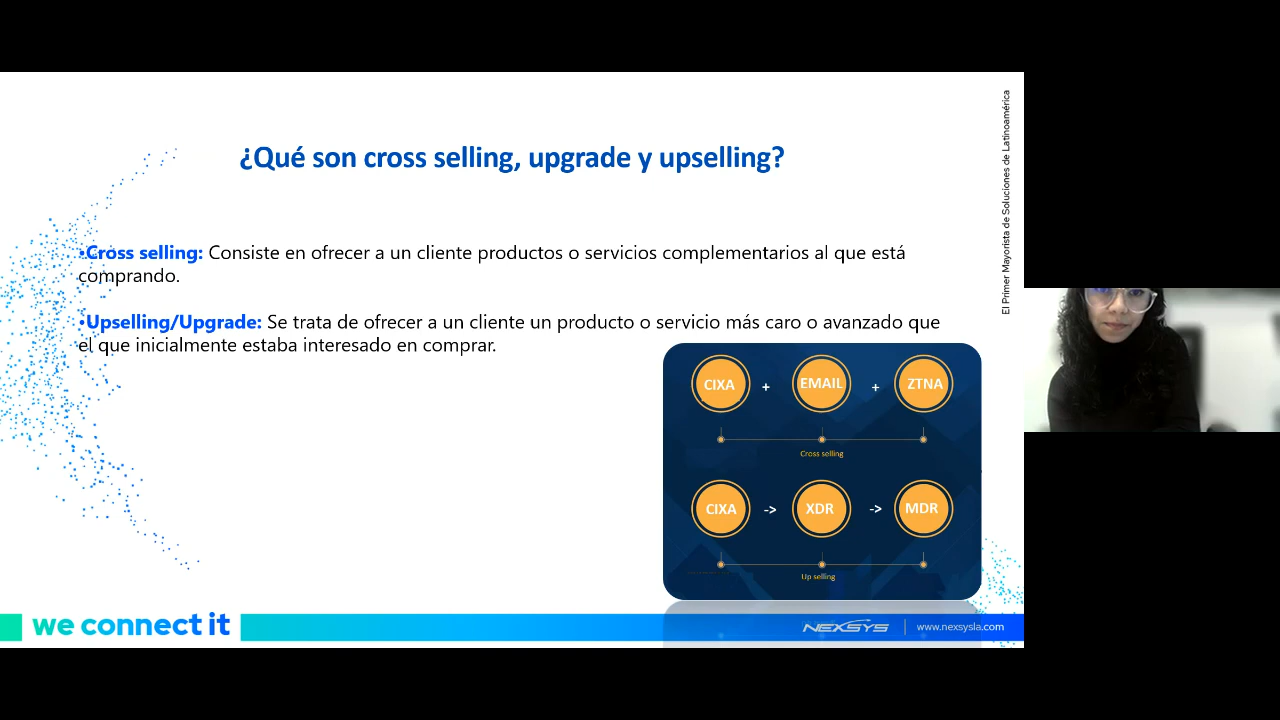 ¿Qué son cross selling, upgrade y upselling?
El Primer Mayorista de Soluciones de Latinoamérica
•Cross selling: Consiste en ofrecer a un cliente productos o servicios complementarios al que está
comprando.
•Upselling/Upgrade: Se trata de ofrecer a un cliente un producto o servicio más caro o avanzado que
el que inicialmente estaba interesado en comprar.
CIXA + EMAIL + ZTNA
Cross selling
CIXA -> XDR -> MDR
Up selling
we connect it
NEXSYS | www.nexsysla.com